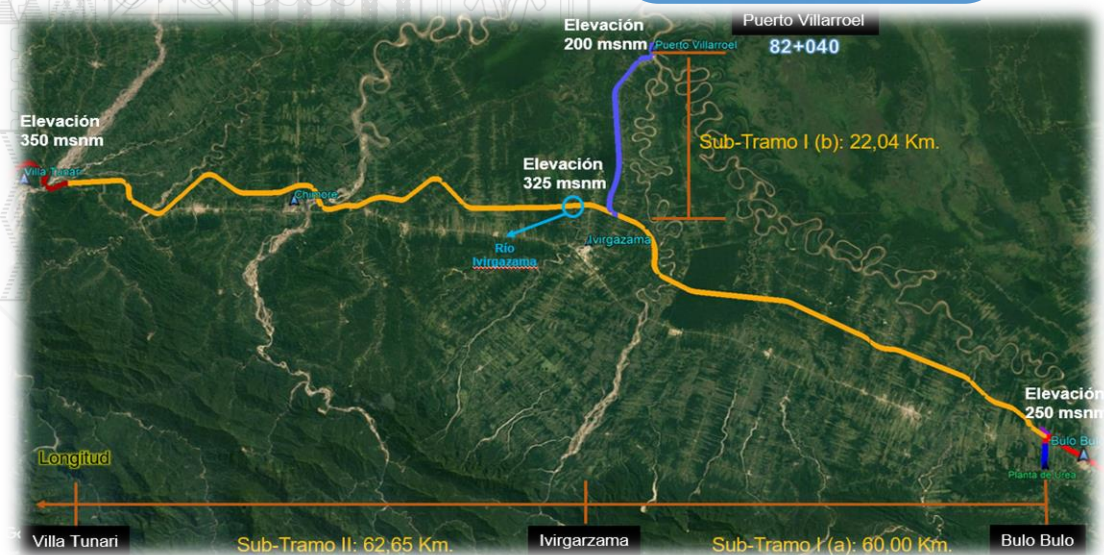 Elevación
200 msnm
Puerto Villarroel
Puerto Villarroel
82+040
Sub-Tramo I (b): 22,04 Km.
Elevación
350 msnm
Villa Tunari
Chimoré
Elevación
325 msnm
Río
Ivirgazama
Ivirgazama
Elevación
250 msnm
Bulo Bu
Planta de Urea
Longitud
Villa Tunari
Sub-Tramo II: 62,65 Km.
Ivirgarzama
Sub-Tramo I (a): 60,00 Km.
Bulo Bulo